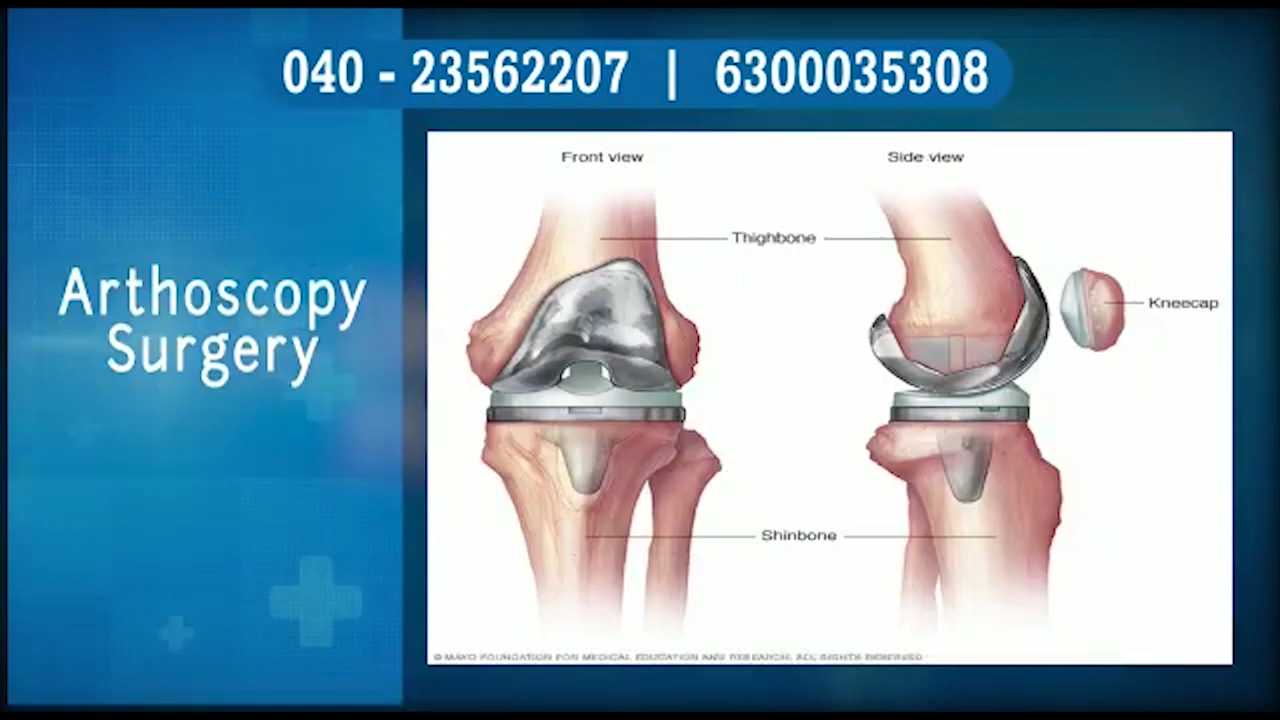 040 - 23562207 | 6300035308
Arthoscopy
Surgery
Front view
Side view
Thighbone
Kneecap
Shinbone
© MAYO FOUNDATION FOR MEDICAL EDUCATION AND RESEARCH. ALL RIGHTS RESERVED.